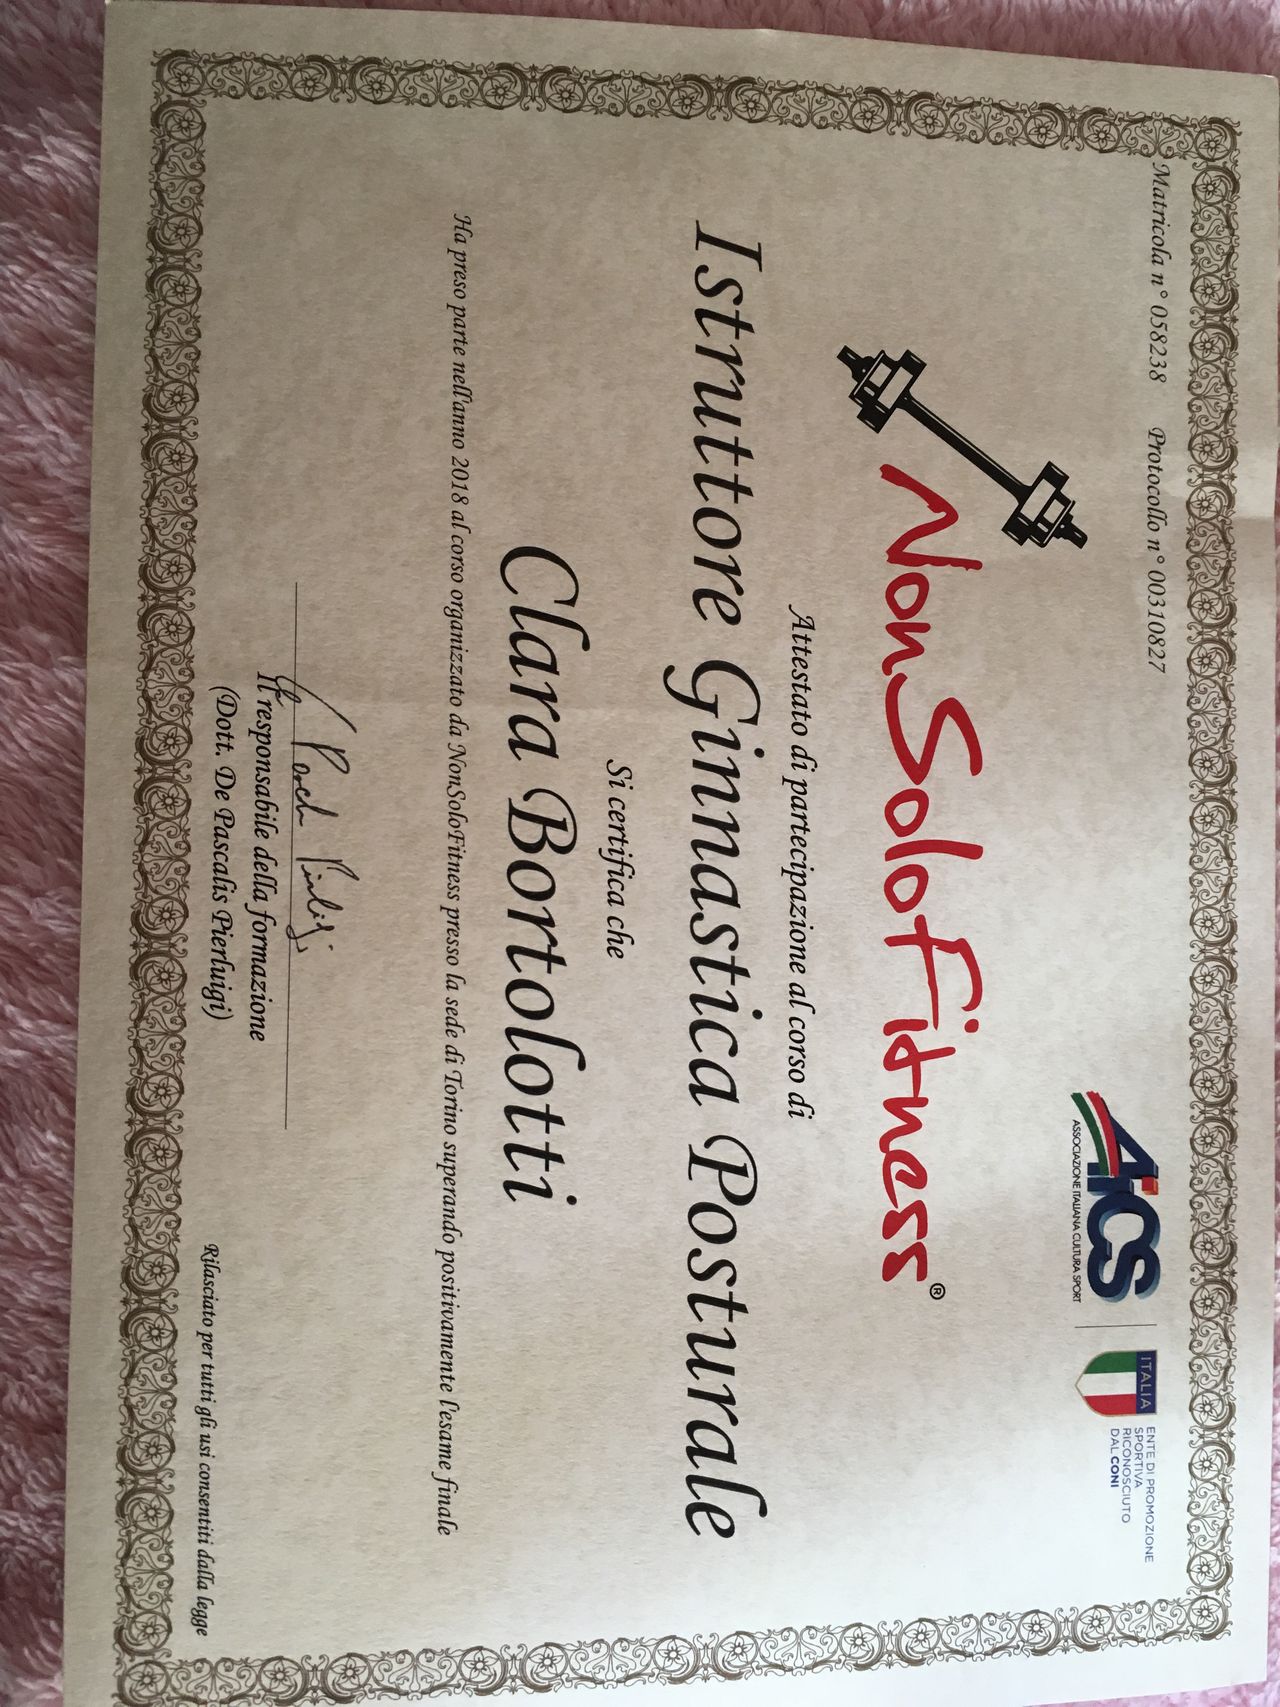 Matricola n° 058238 Protocollo n° 00310827
AiCS
ASSOCIAZIONE ITALIANA CULTURA SPORT
ITALIA
ENTE DI PROMOZIONE
SPORTIVA
RICONOSCIUTO
DAL CONI
NonSoloFitness®
Attestato di partecipazione al corso di
Istruttore Ginnastica Posturale
Si certifica che
Clara Bortolotti
Ha preso parte nell'anno 2018 al corso organizzato da NonSoloFitness presso la sede di Torino superando positivamente l'esame finale
Il responsabile della formazione
(Dott. De Pascalis Pierluigi)
Rilasciato per tutti gli usi consentiti dalla legge